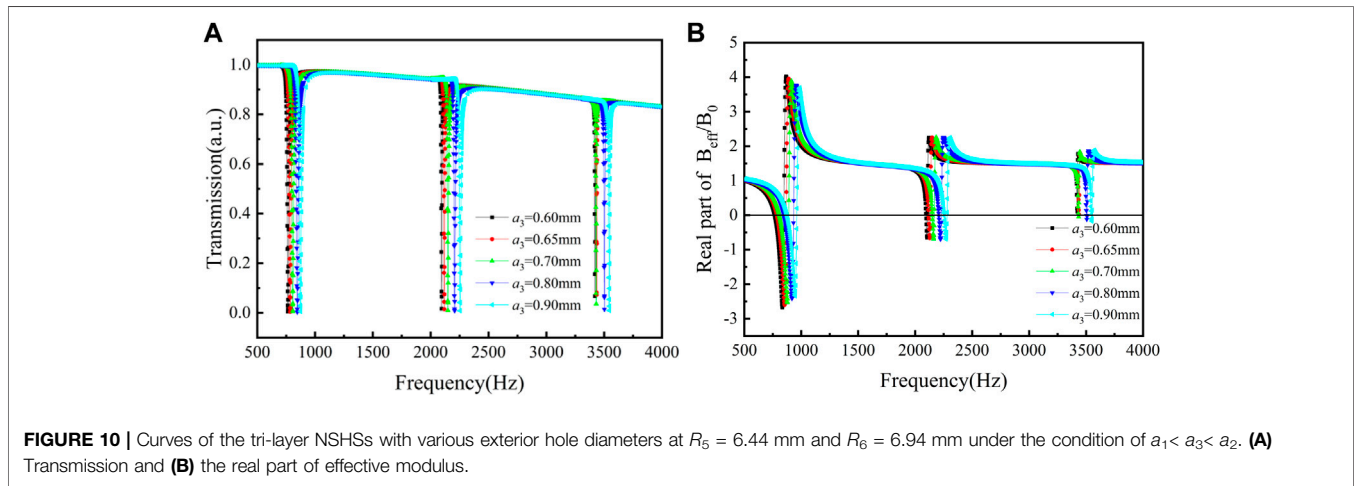 A
Transmission(a.u.)
1.0
0.8
0.6
0.4
0.2
0.0
a3=0.60mm
a3=0.65mm
a3=0.70mm
a3=0.80mm
a3=0.90mm
500 1000 1500 2000 2500 3000 3500 4000
Frequency(Hz)
B
Real part of Beff/B0
5
4
3
2
1
0
-1
-2
-3
a3=0.60mm
a3=0.65mm
a3=0.70mm
a3=0.80mm
a3=0.90mm
500 1000 1500 2000 2500 3000 3500 4000
Frequency(Hz)
FIGURE 10 | Curves of the tri-layer NSHSs with various exterior hole diameters at R5 = 6.44 mm and R6 = 6.94 mm under the condition of a1< a3< a2. (A)
Transmission and (B) the real part of effective modulus.